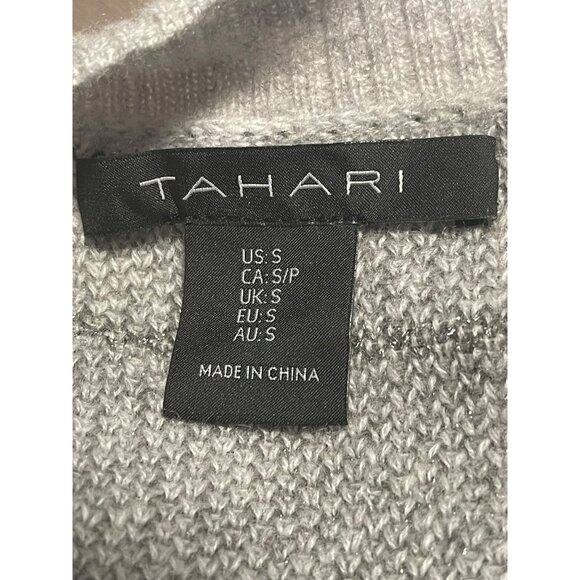 TAHARI
US: S
CA: S/P
UK: S
EU: S
AU: S
MADE IN CHINA